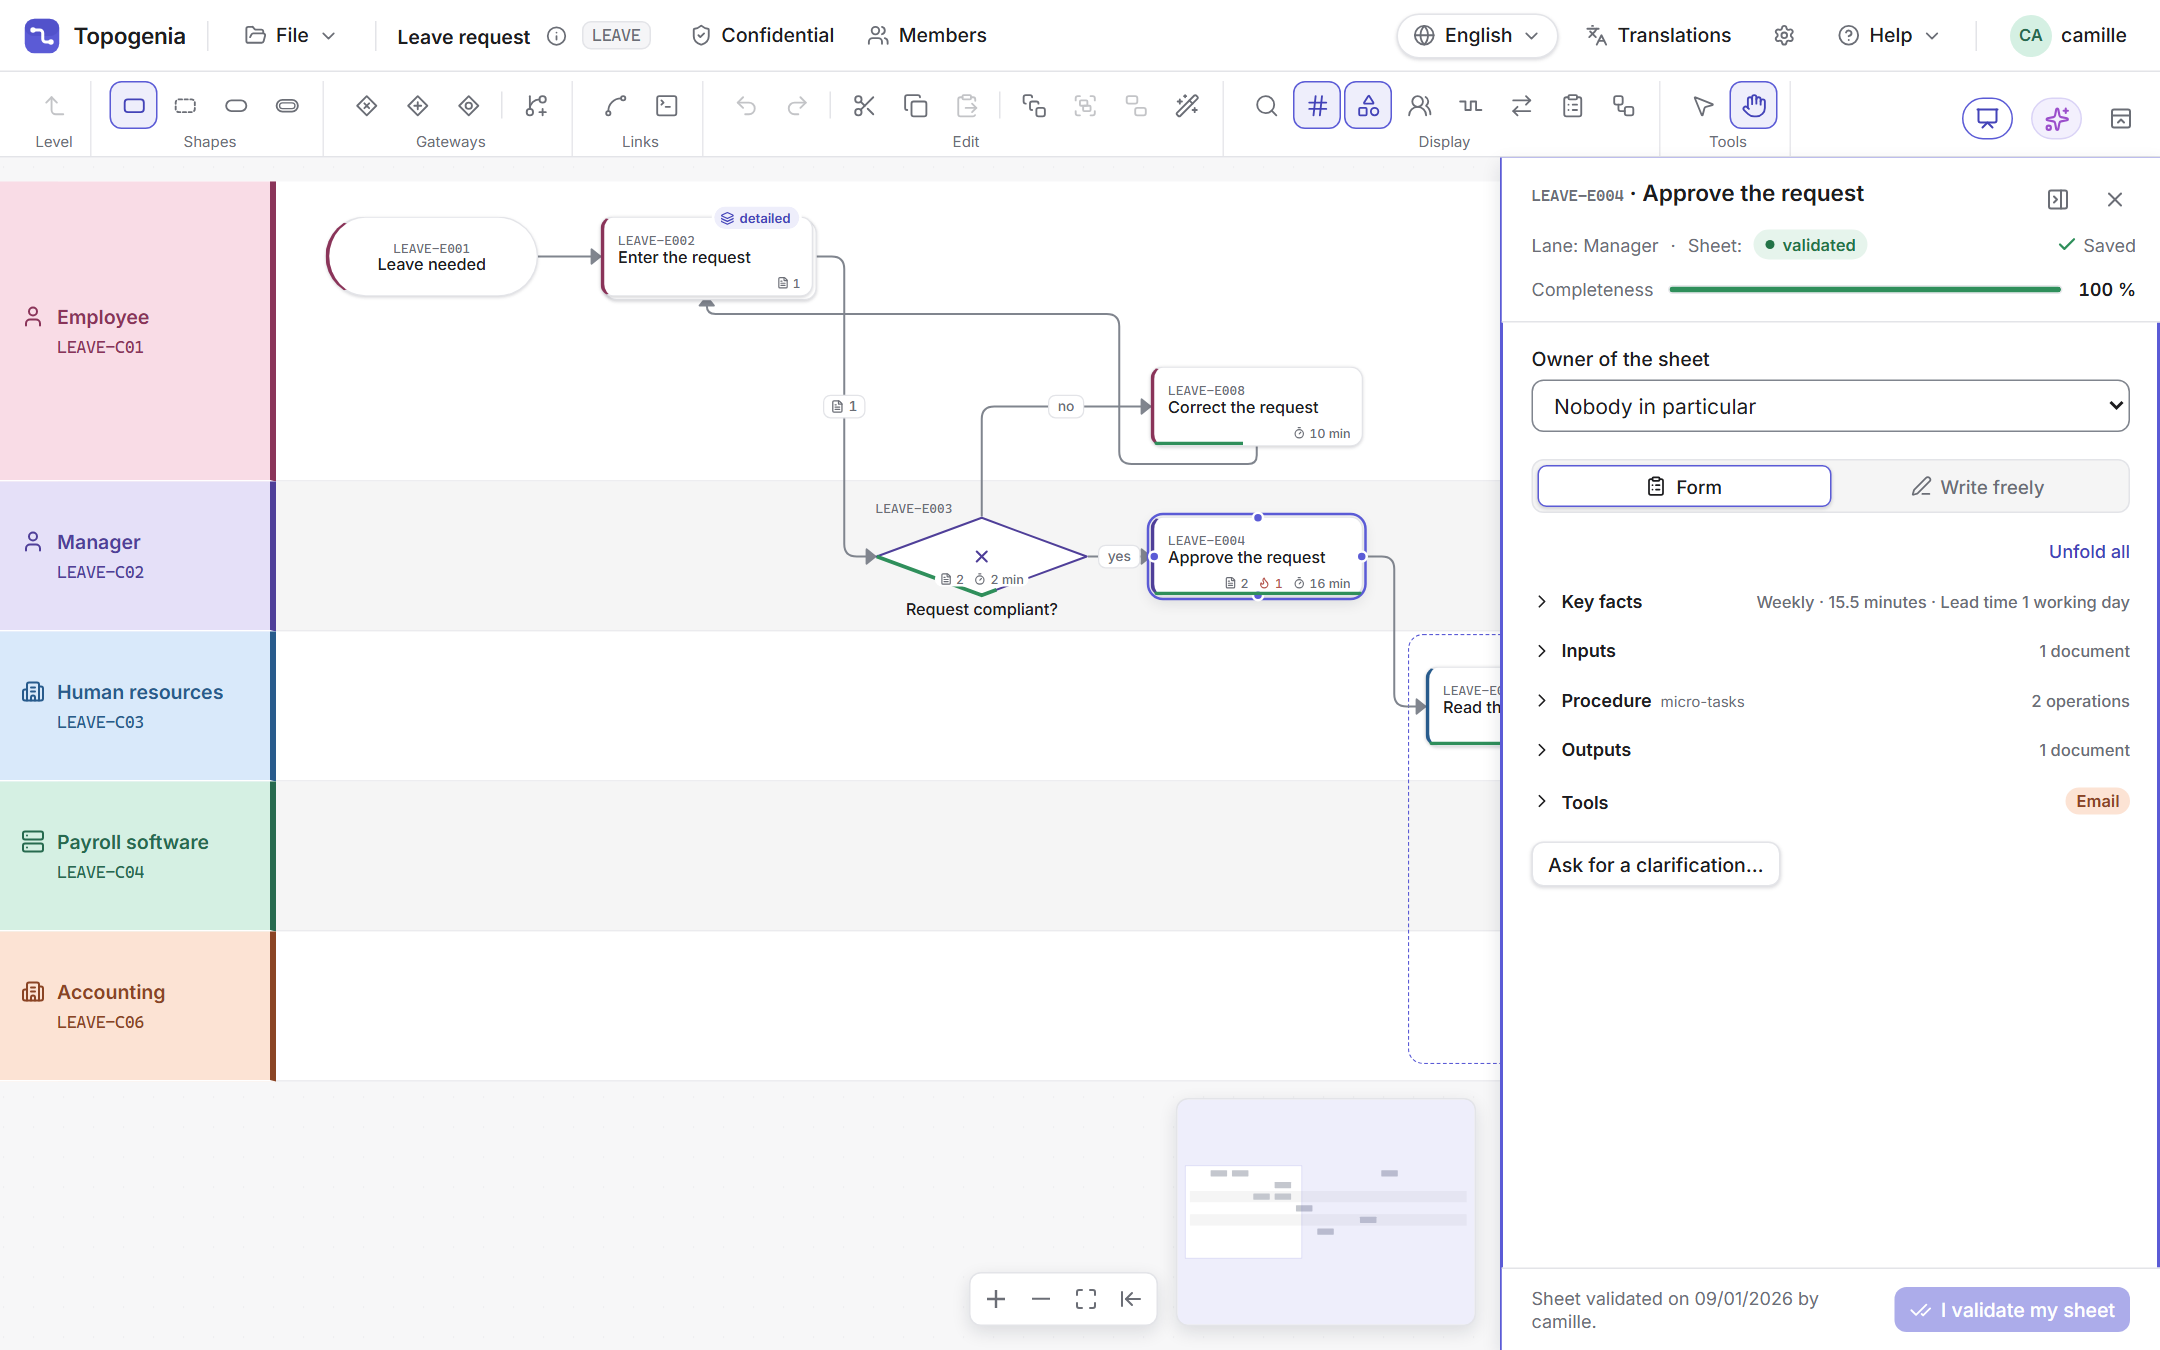 Topogenia
File
Leave request
LEAVE
Confidential
Members
English
Translations
Help
CA
camille
Level
Shapes
Gateways
Links
Edit
Display
Tools
Employee
LEAVE-C01
Manager
LEAVE-C02
Human resources
LEAVE-C03
Payroll software
LEAVE-C04
Accounting
LEAVE-C06
LEAVE-E001
Leave needed
detailed
LEAVE-E002
Enter the request
1
1
no
LEAVE-E008
Correct the request
10 min
LEAVE-E003
2 2 min
Request compliant?
yes
LEAVE-E004
Approve the request
2 1 16 min
Read th
LEAVE-E004 · Approve the request
Lane: Manager · Sheet: validated
Saved
Completeness 100 %
Owner of the sheet
Nobody in particular
Form
Write freely
Unfold all
Key facts Weekly · 15.5 minutes · Lead time 1 working day
Inputs 1 document
Procedure micro-tasks 2 operations
Outputs 1 document
Tools Email
Ask for a clarification...
Sheet validated on 09/01/2026 by
camille.
I validate my sheet